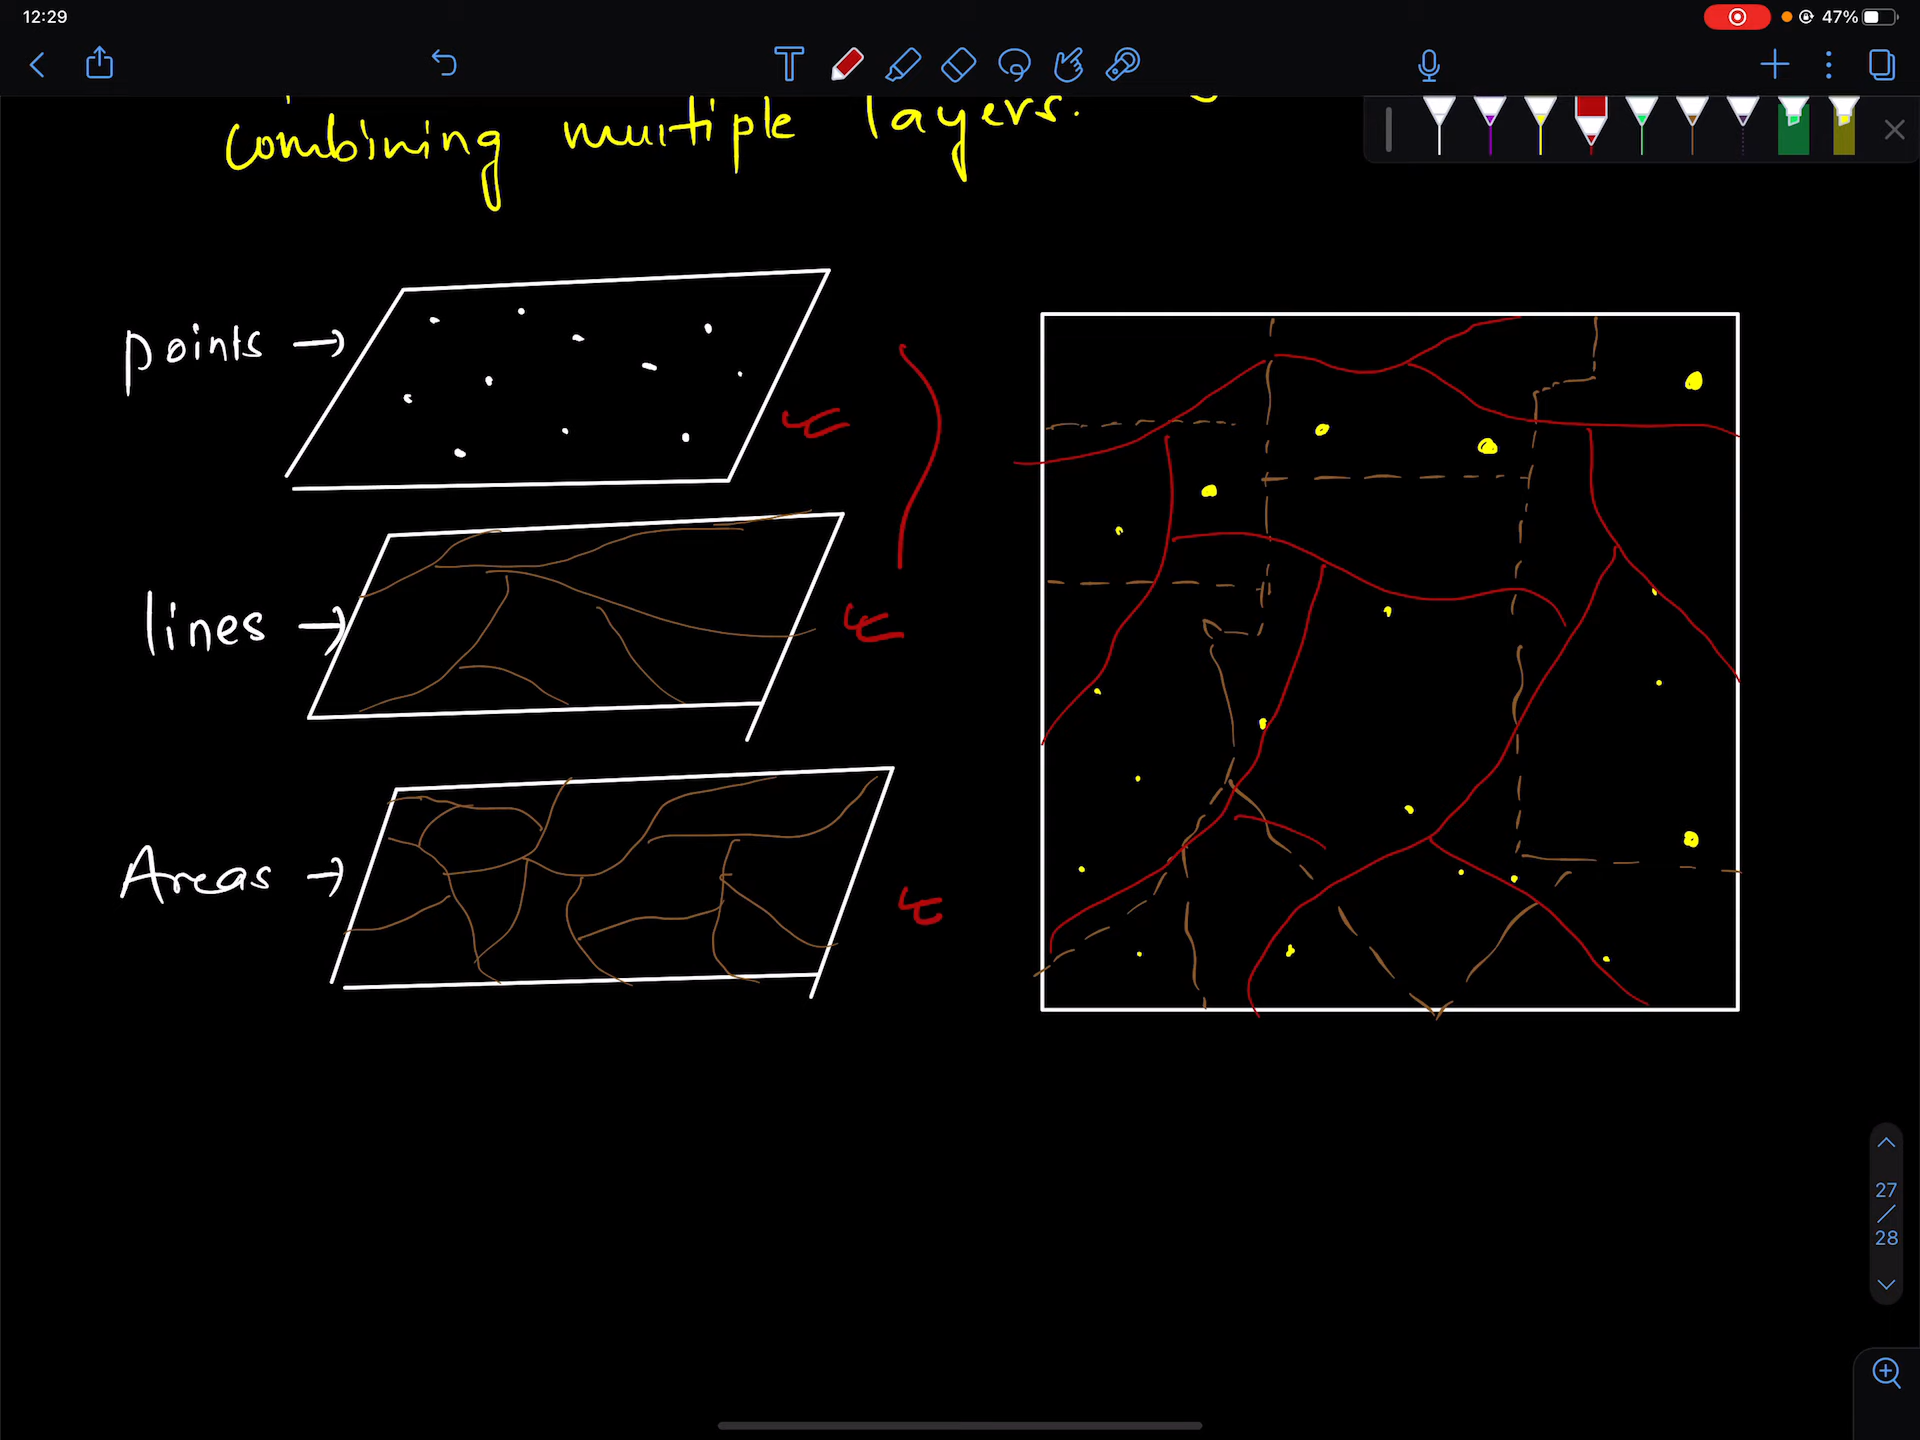 12:29
47%
combining multiple layers.
points →
lines →
Areas →
27
/
28